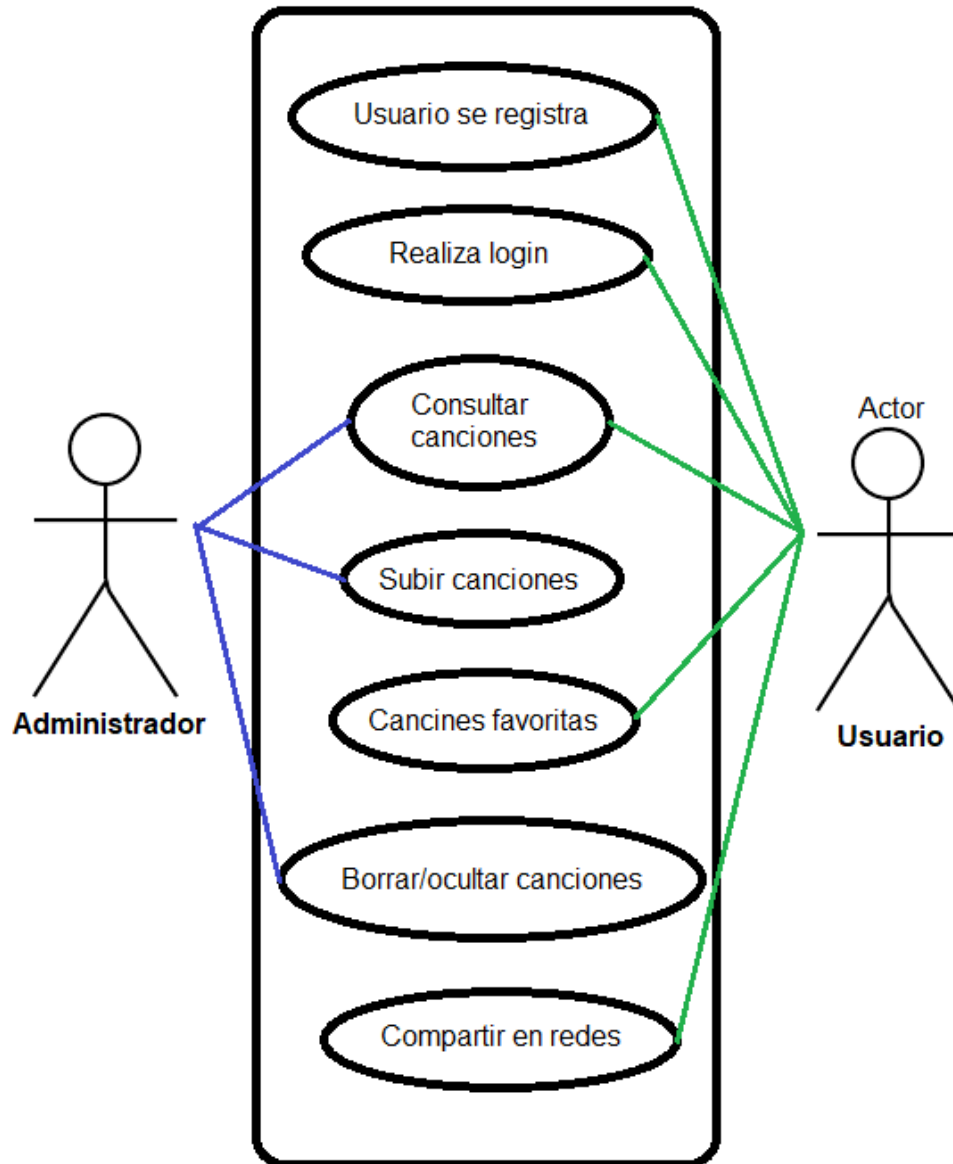 Usuario se registra
Realiza login
Consultar
canciones
Actor
Subir canciones
Cancines favoritas
Administrador
Usuario
Borrar/ocultar canciones
Compartir en redes